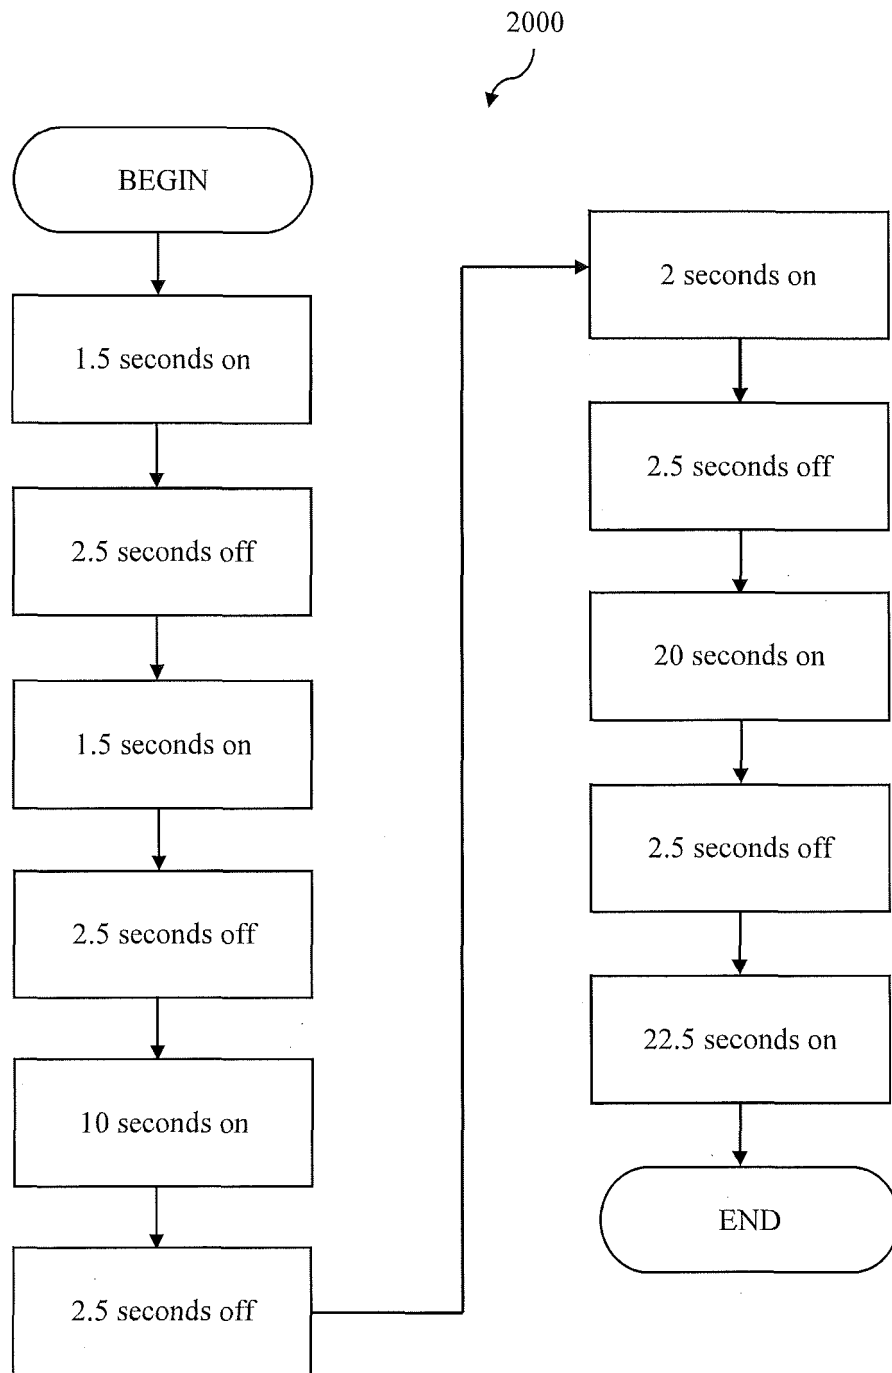 2000
BEGIN
1.5 seconds on
2.5 seconds off
1.5 seconds on
2.5 seconds off
10 seconds on
2.5 seconds off
2 seconds on
2.5 seconds off
20 seconds on
2.5 seconds off
22.5 seconds on
END